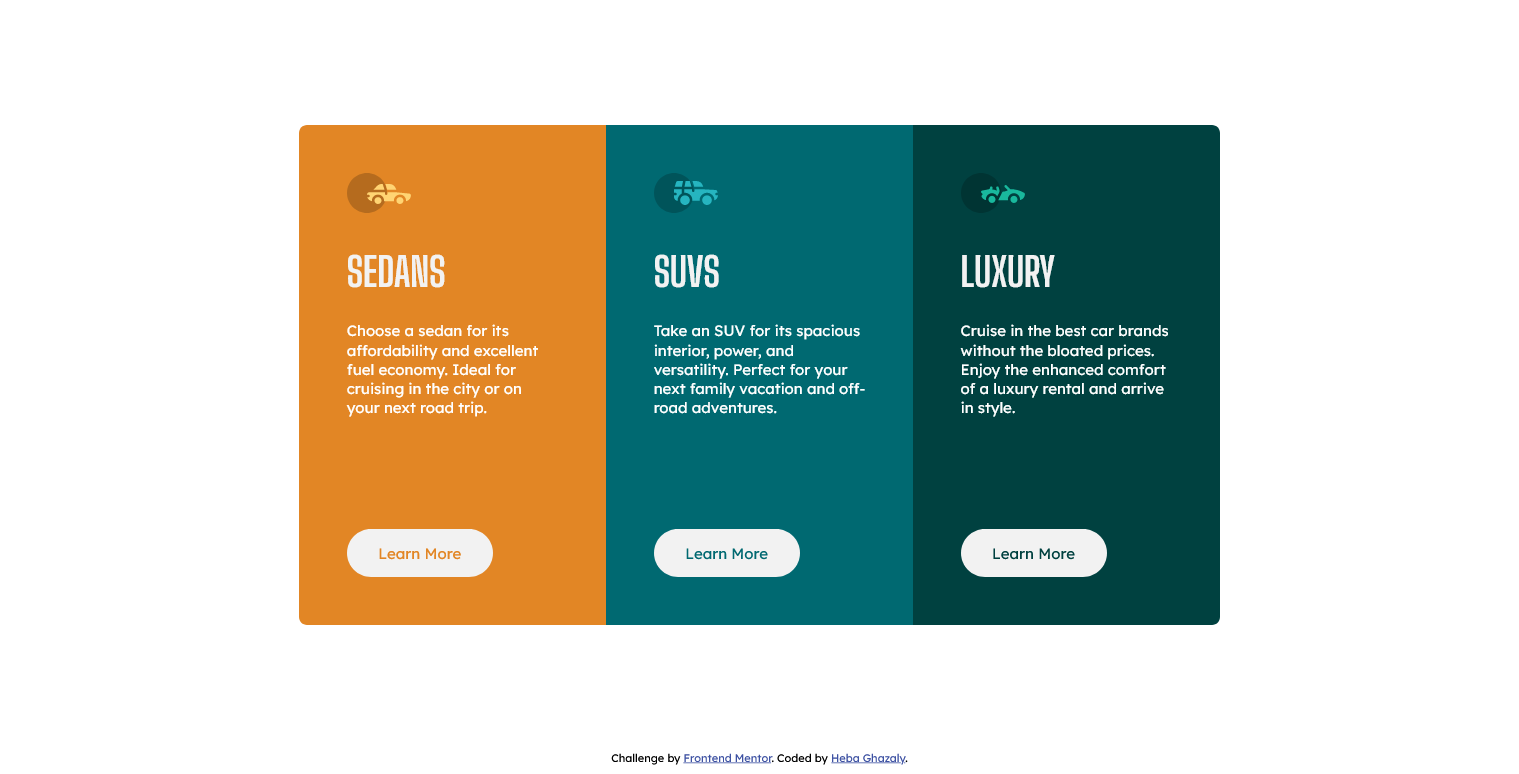 SEDANS
Choose a sedan for its
affordability and excellent
fuel economy. Ideal for
cruising in the city or on
your next road trip.
Learn More
SUVS
Take an SUV for its spacious
interior, power, and
versatility. Perfect for your
next family vacation and off-
road adventures.
Learn More
LUXURY
Cruise in the best car brands
without the bloated prices.
Enjoy the enhanced comfort
of a luxury rental and arrive
in style.
Learn More
Challenge by Frontend Mentor. Coded by Heba Ghazaly.